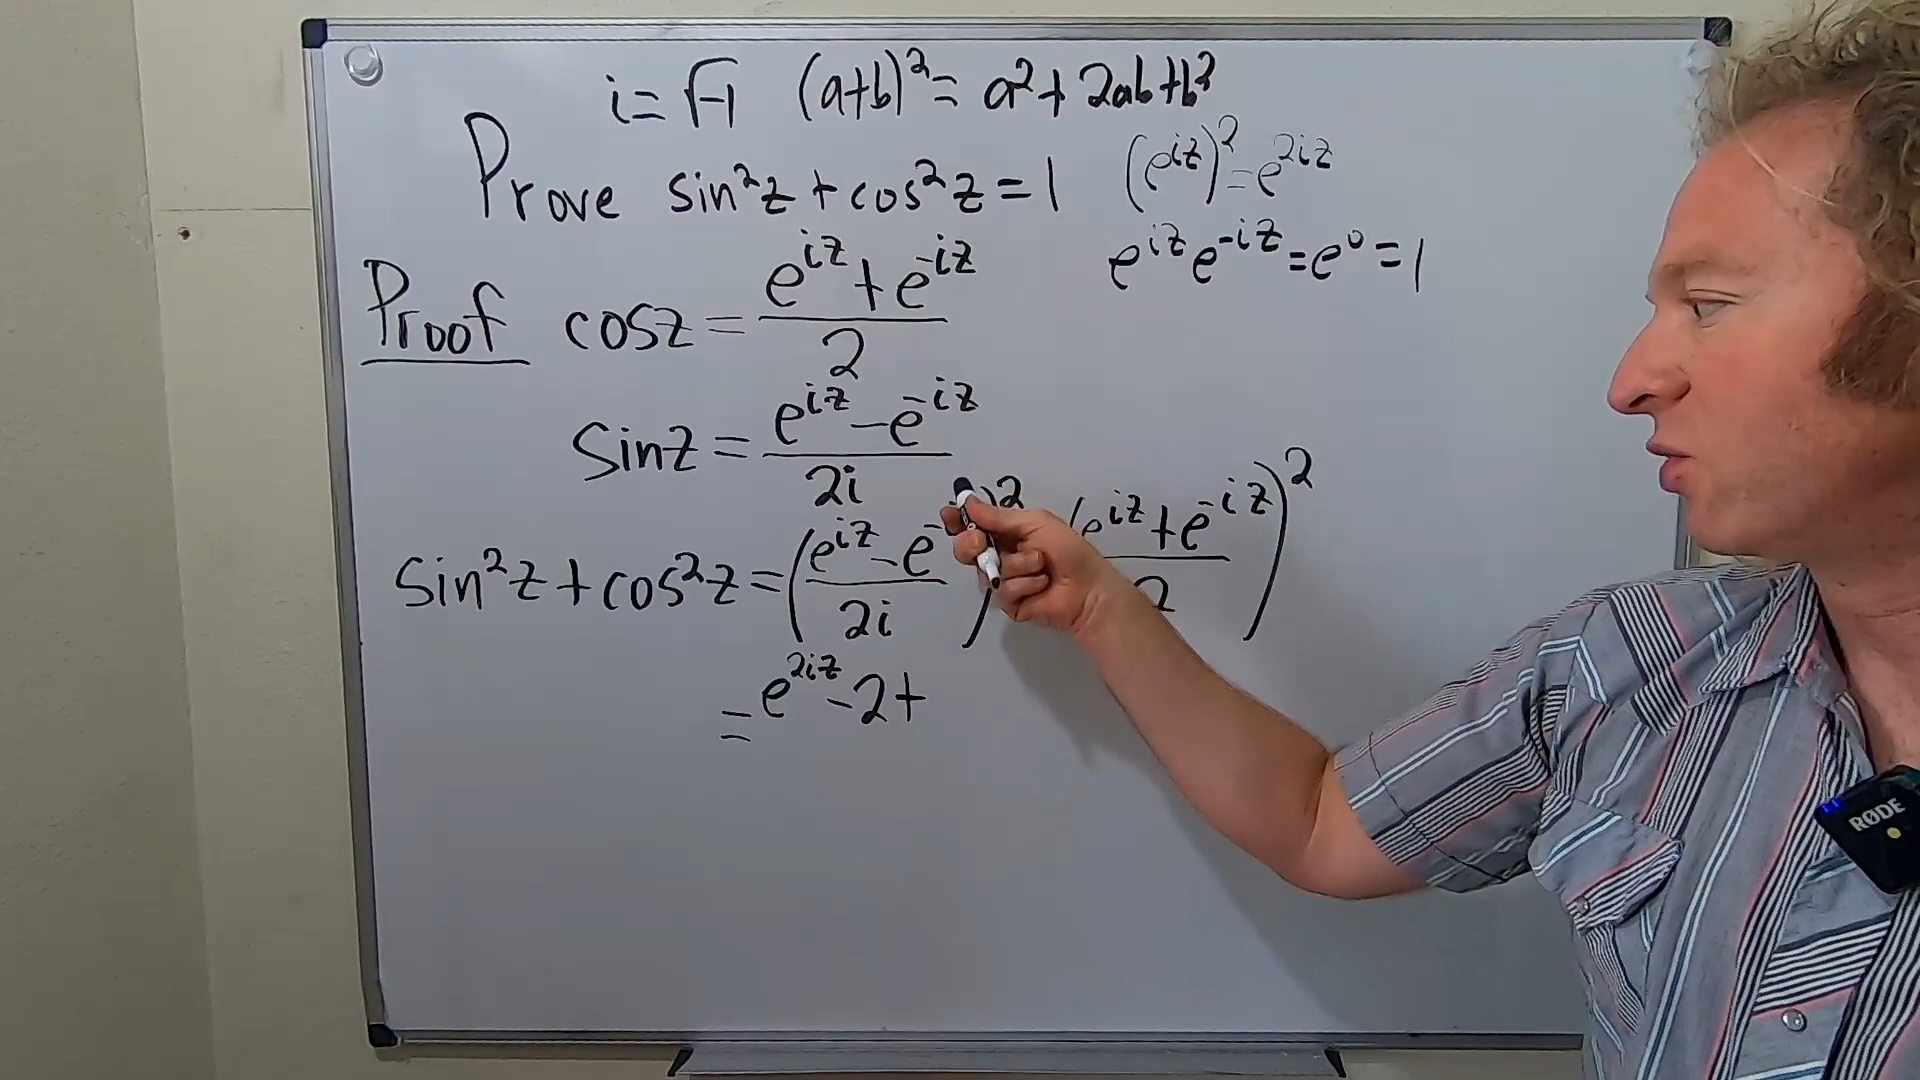 i = √-1 (a+b)² = a² + 2ab + b²
Prove sin²z + cos²z = 1 (e^{iz})² = e^{2iz}
e^{iz} e^{-iz} = e^0 = 1
Proof cosz = (e^{iz} + e^{-iz})/2
sinz = (e^{iz} - e^{-iz})/2i
sin²z + cos²z = ((e^{iz} - e^{-})/2i)² ((e^{iz} + e^{-iz})/2)²
= e^{2iz} - 2 +
RØDE